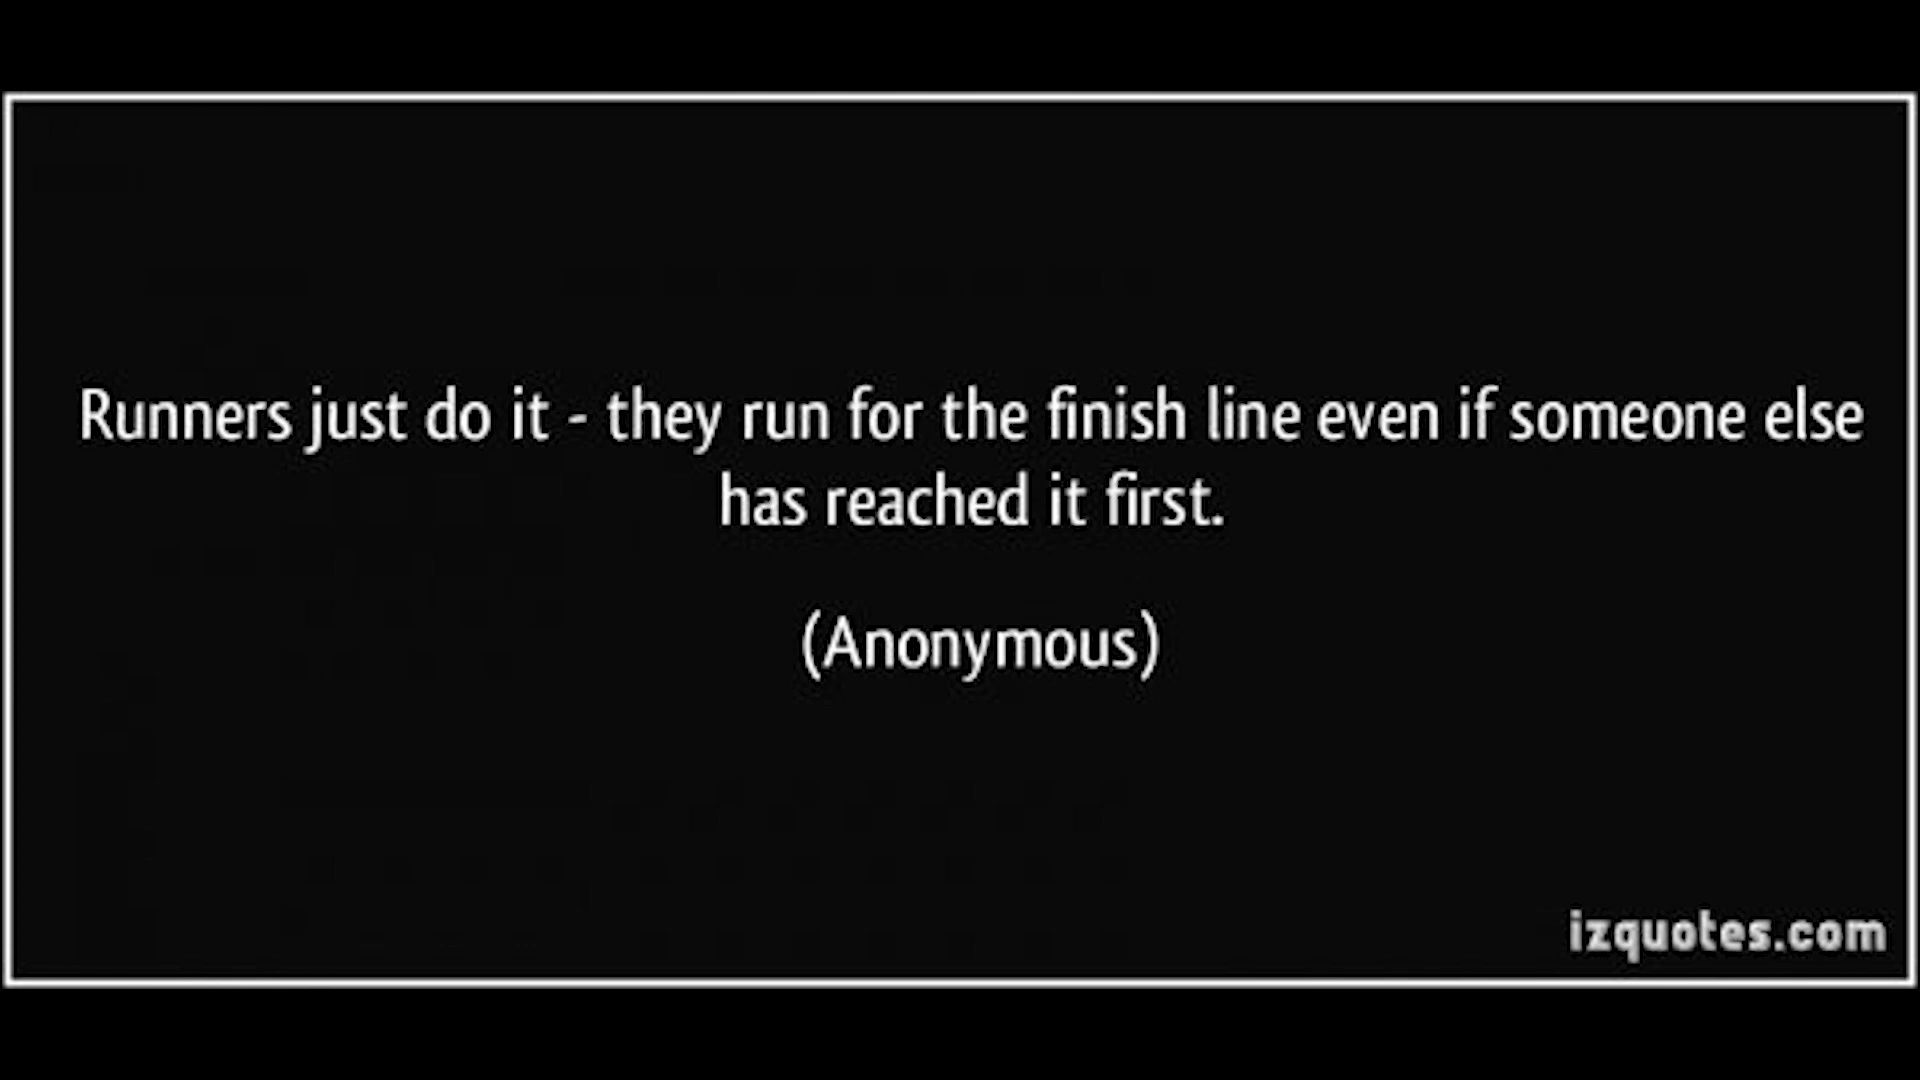 Runners just do it - they run for the finish line even if someone else
has reached it first.
(Anonymous)
izquotes.com